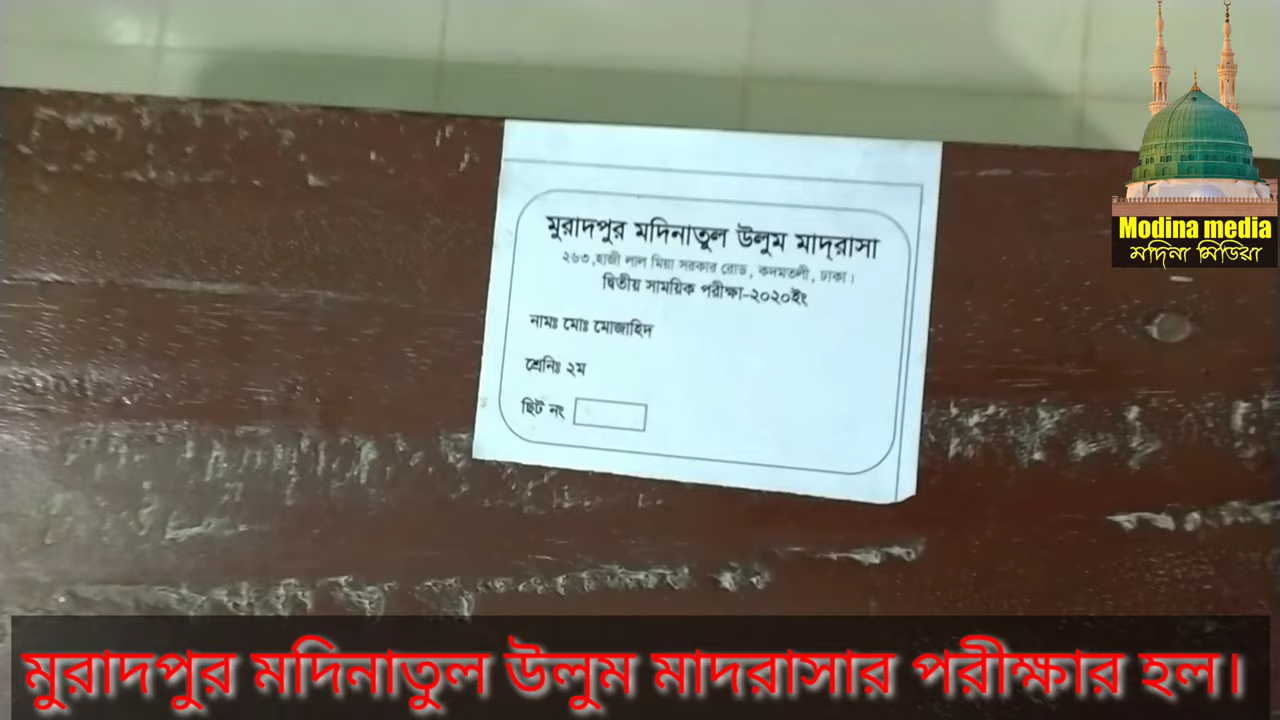 Modina media
মদিনা মিডিয়া
মুরাদপুর মদিনাতুল উলুম মাদ্রাসা
২৬৩,হাজী লাল মিয়া সরকার রোড, কদমতলী, ঢাকা।
দ্বিতীয় সাময়িক পরীক্ষা-২০২০ইং
নামঃ মোঃ মোজাহিদ
শ্রেনিঃ ২ম
ছিট নং
মুরাদপুর মদিনাতুল উলুম মাদরাসার পরীক্ষার হল।